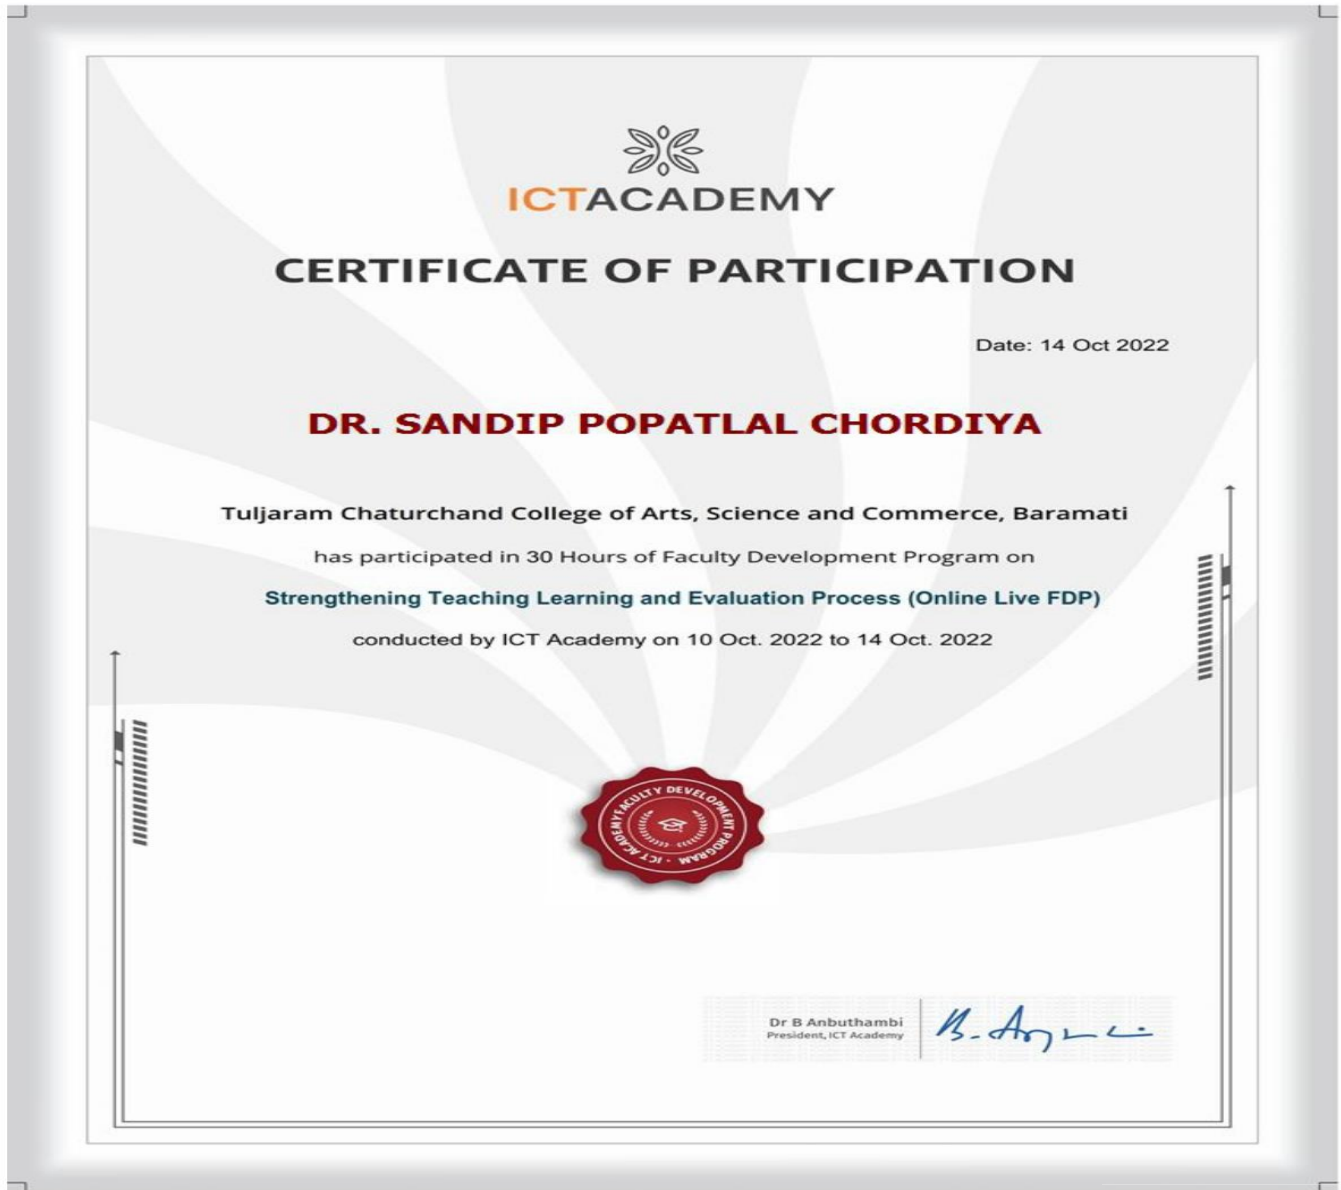 ICTACADEMY
CERTIFICATE OF PARTICIPATION
Date: 14 Oct 2022
DR. SANDIP POPATLAL CHORDIYA
Tuljaram Chaturchand College of Arts, Science and Commerce, Baramati
has participated in 30 Hours of Faculty Development Program on
Strengthening Teaching Learning and Evaluation Process (Online Live FDP)
conducted by ICT Academy on 10 Oct. 2022 to 14 Oct. 2022
FACULTY DEVELOPMENT PROGRAM
· ICT ACADEMY
Dr B Anbuthambi
President, ICT Academy